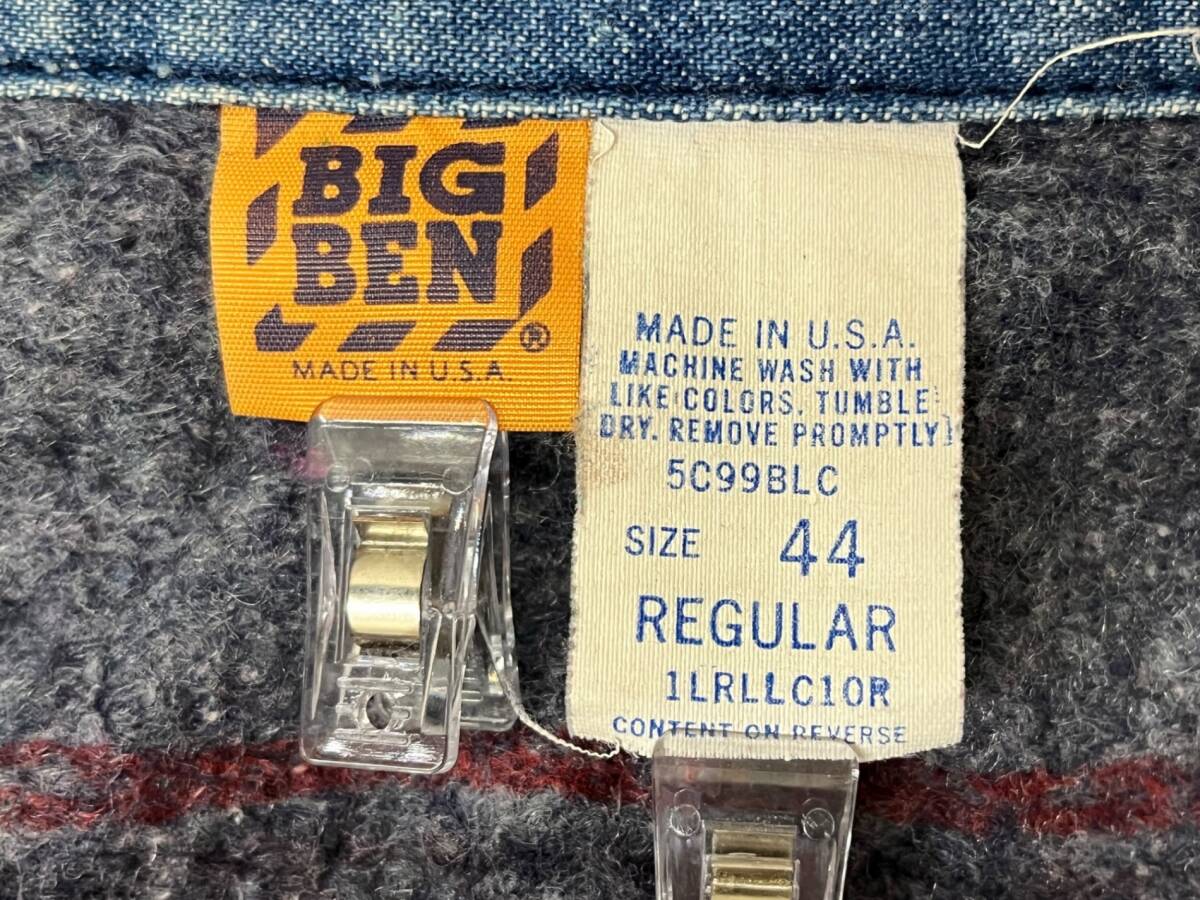 BIG
BEN
®
MADE IN U.S.A.
MADE IN U.S.A.
MACHINE WASH WITH
LIKE COLORS. TUMBLE
DRY. REMOVE PROMPTLY
5C99BLC
SIZE 44
REGULAR
1LRLLC10R
CONTENT ON REVERSE